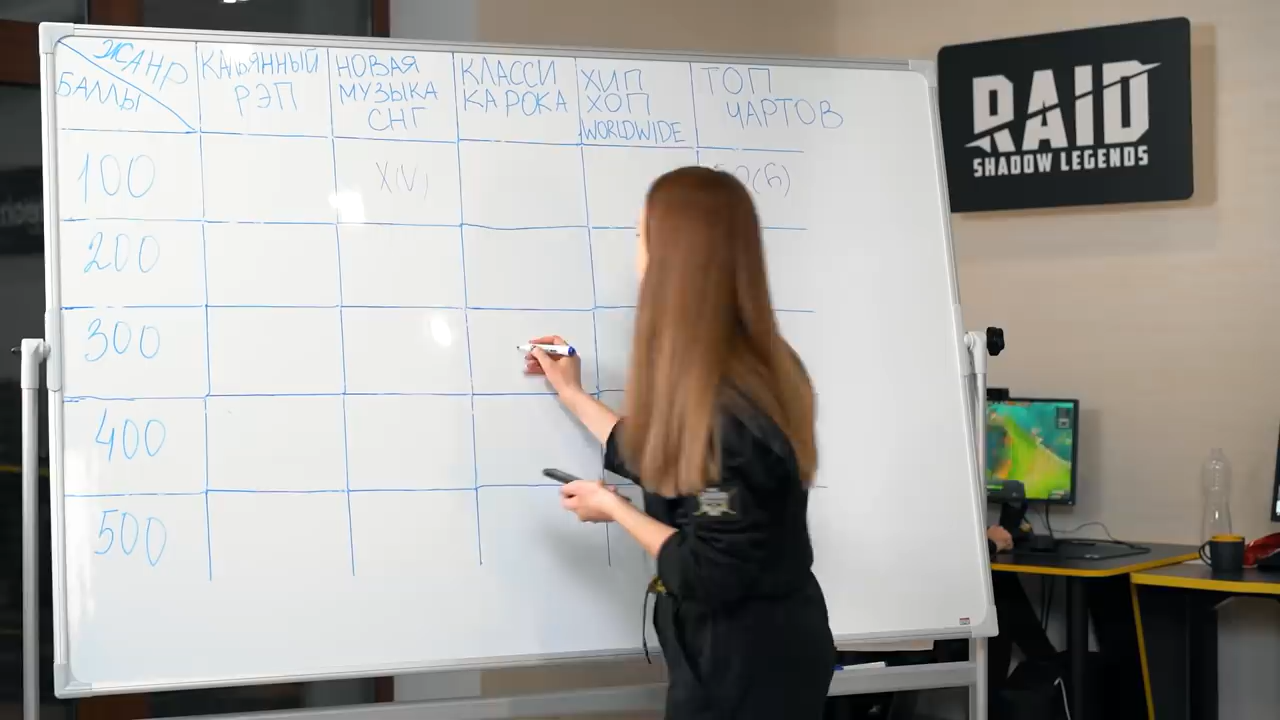 ЖАНР
БАЛЛЫ
КАЛЬЯННЫЙ
РЭП
НОВАЯ
МУЗЫКА
СНГ
КЛАССИ
КА РОКА
ХИП
ХОП
WORLDWIDE
ТОП
ЧАРТОВ
100
X(V)
200
300
400
500
RAID
SHADOW LEGENDS